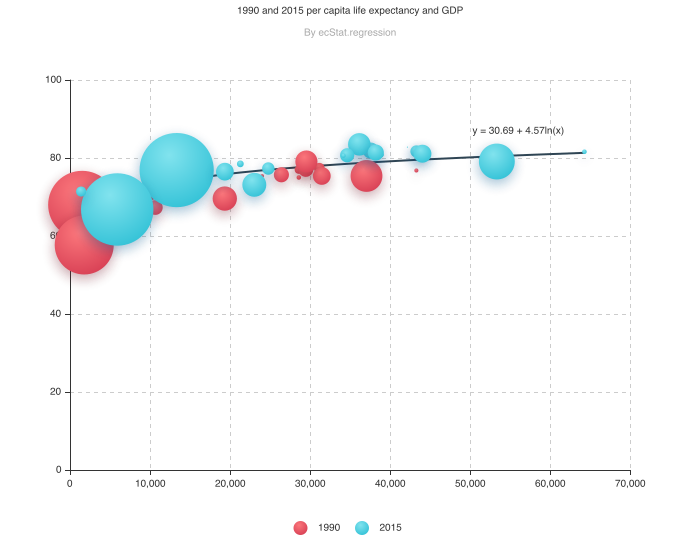 1990 and 2015 per capita life expectancy and GDP
By ecStat.regression
100
y = 30.69 + 4.57ln(x)
80
60
40
20
0
0 10,000 20,000 30,000 40,000 50,000 60,000 70,000
1990 2015